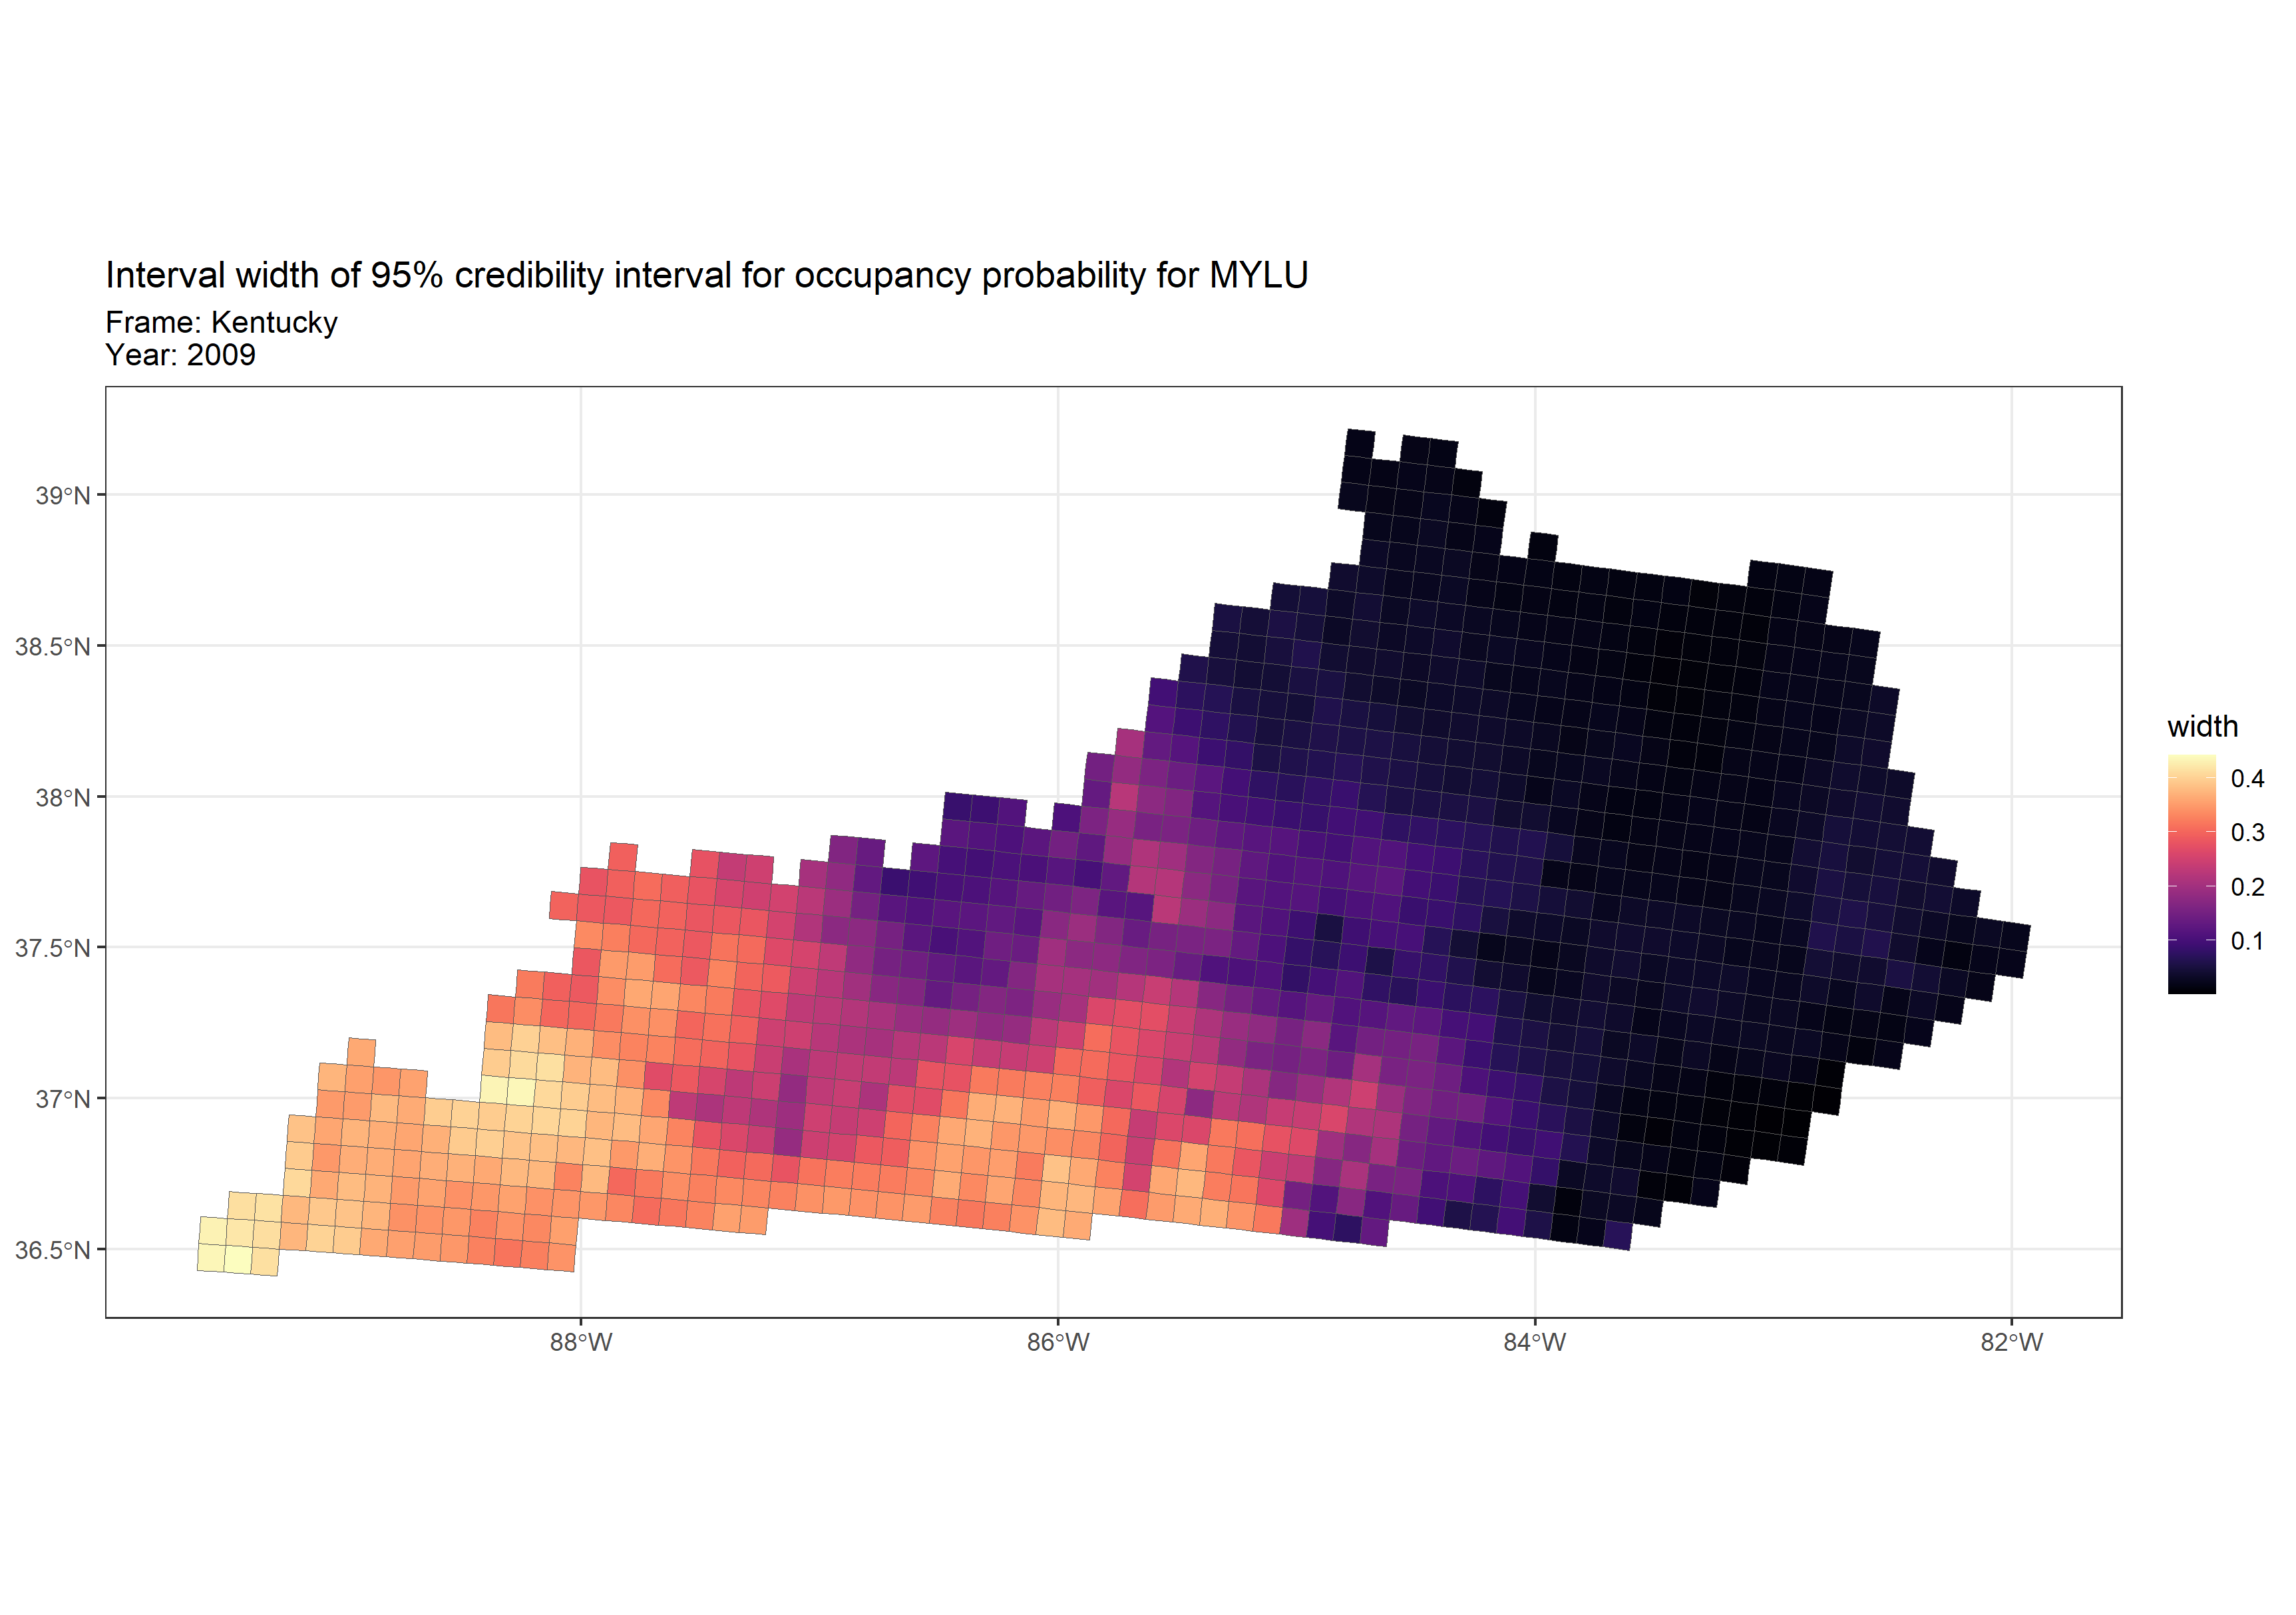 Interval width of 95% credibility interval for occupancy probability for MYLU
Frame: Kentucky
Year: 2009
39°N
38.5°N
38°N
37.5°N
37°N
36.5°N
88°W
86°W
84°W
82°W
width
0.4
0.3
0.2
0.1